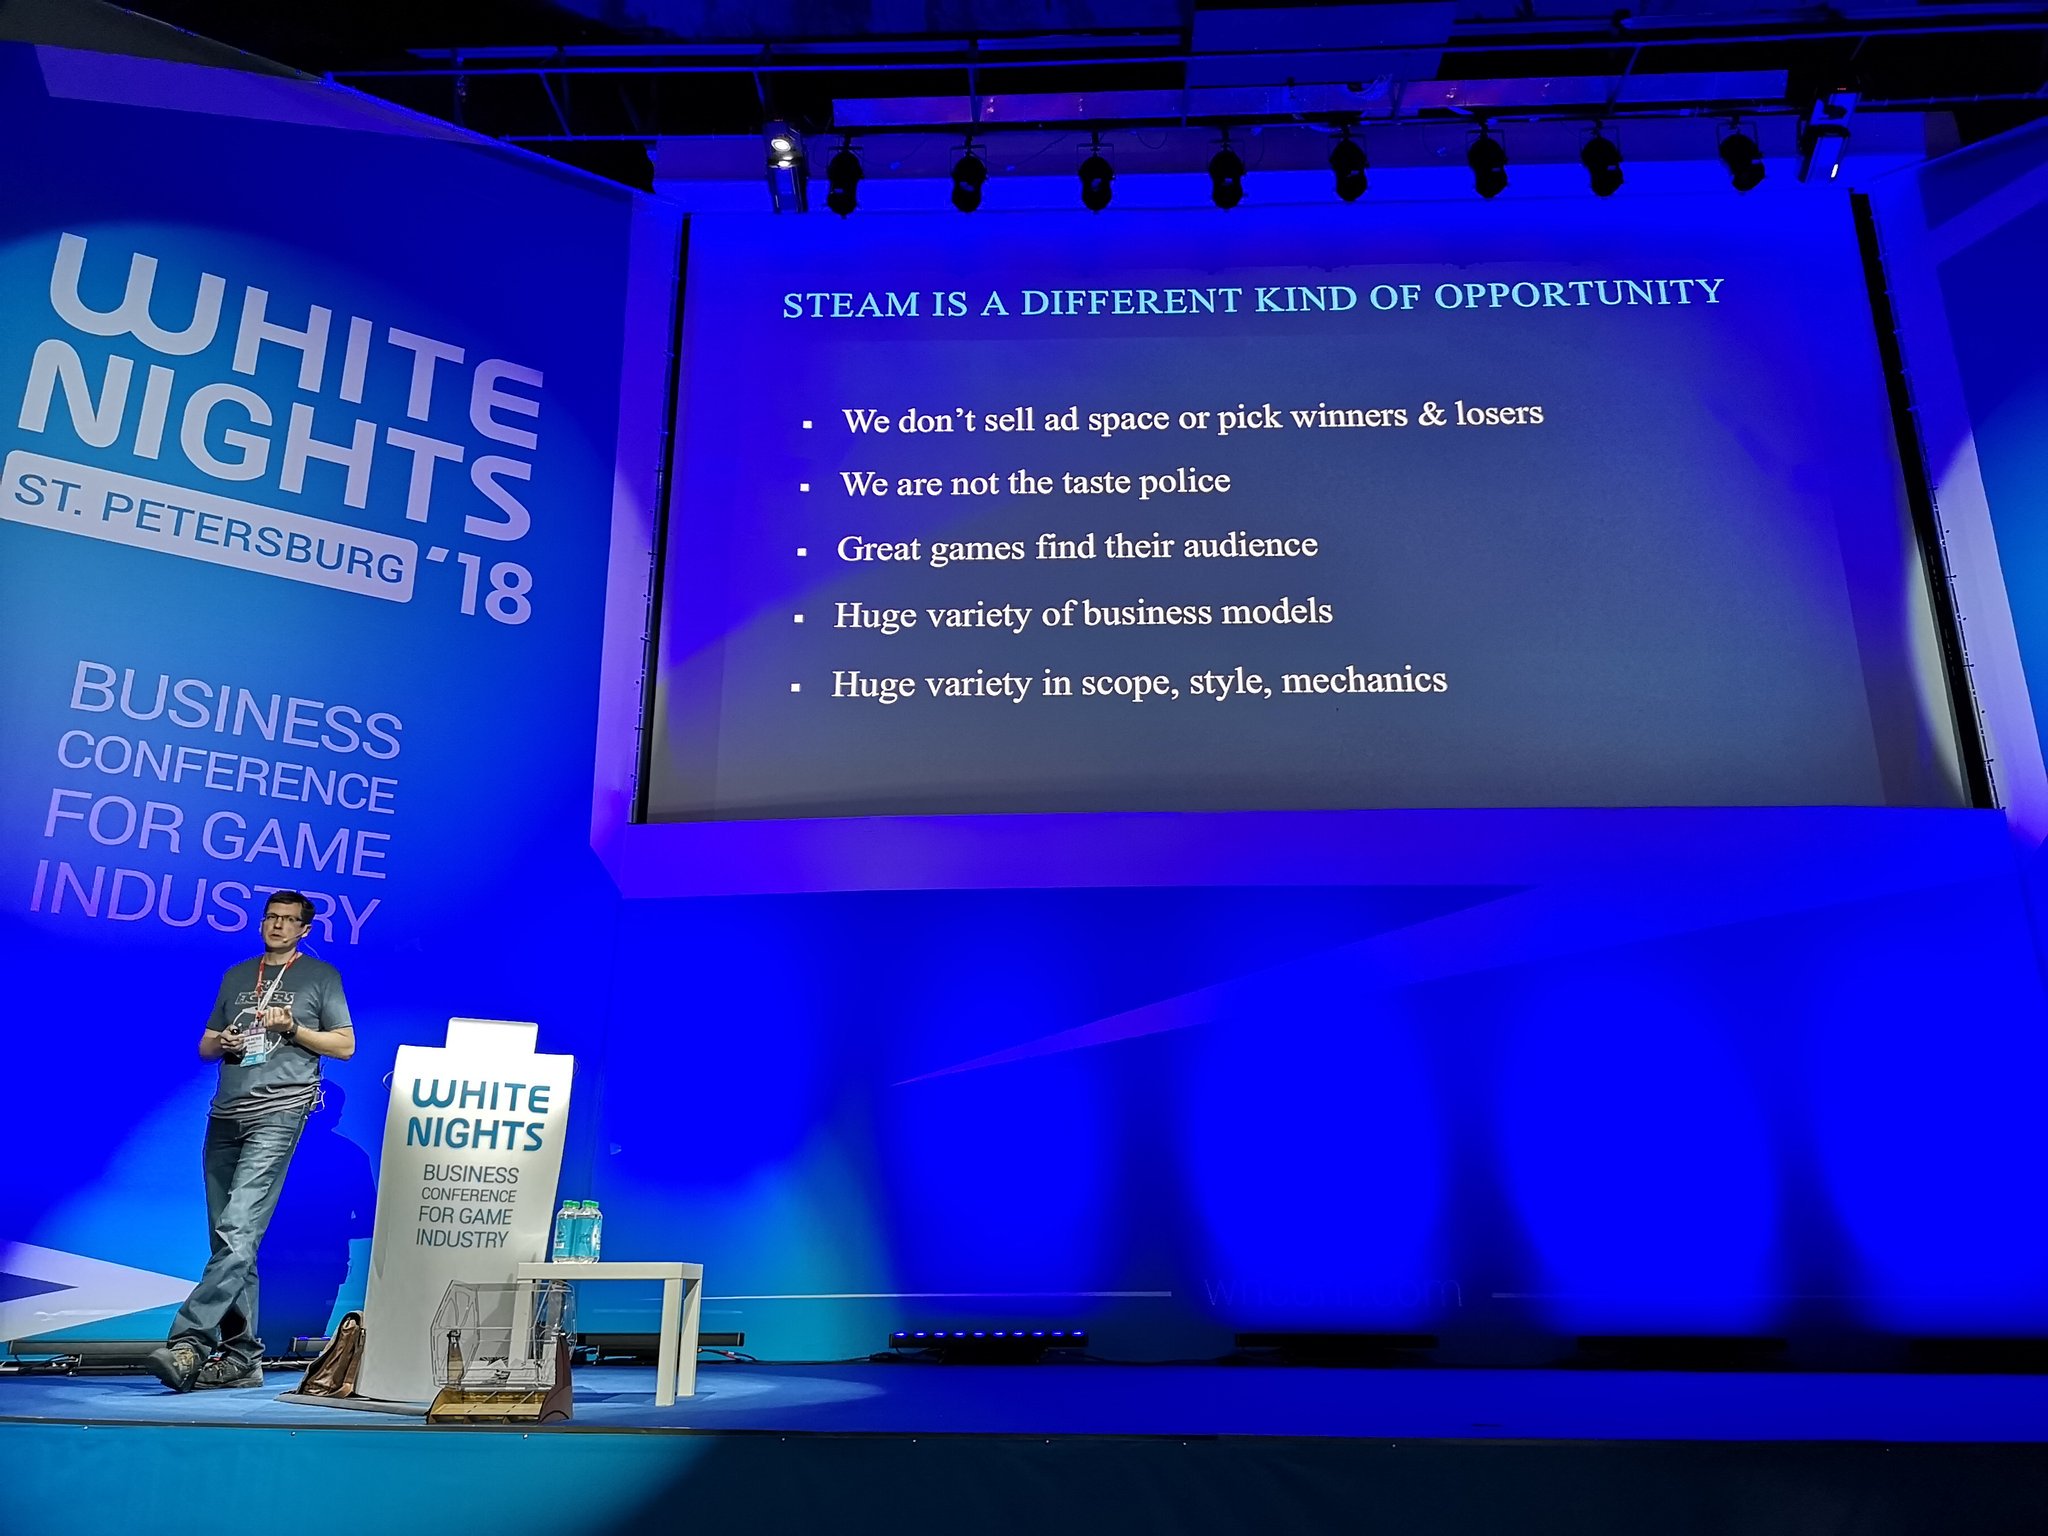 WHITE
NIGHTS
ST. PETERSBURG '18
BUSINESS
CONFERENCE
FOR GAME
INDUSTRY
STEAM IS A DIFFERENT KIND OF OPPORTUNITY
▪ We don't sell ad space or pick winners & losers
▪ We are not the taste police
▪ Great games find their audience
▪ Huge variety of business models
▪ Huge variety in scope, style, mechanics
WHITE
NIGHTS
BUSINESS
CONFERENCE
FOR GAME
INDUSTRY